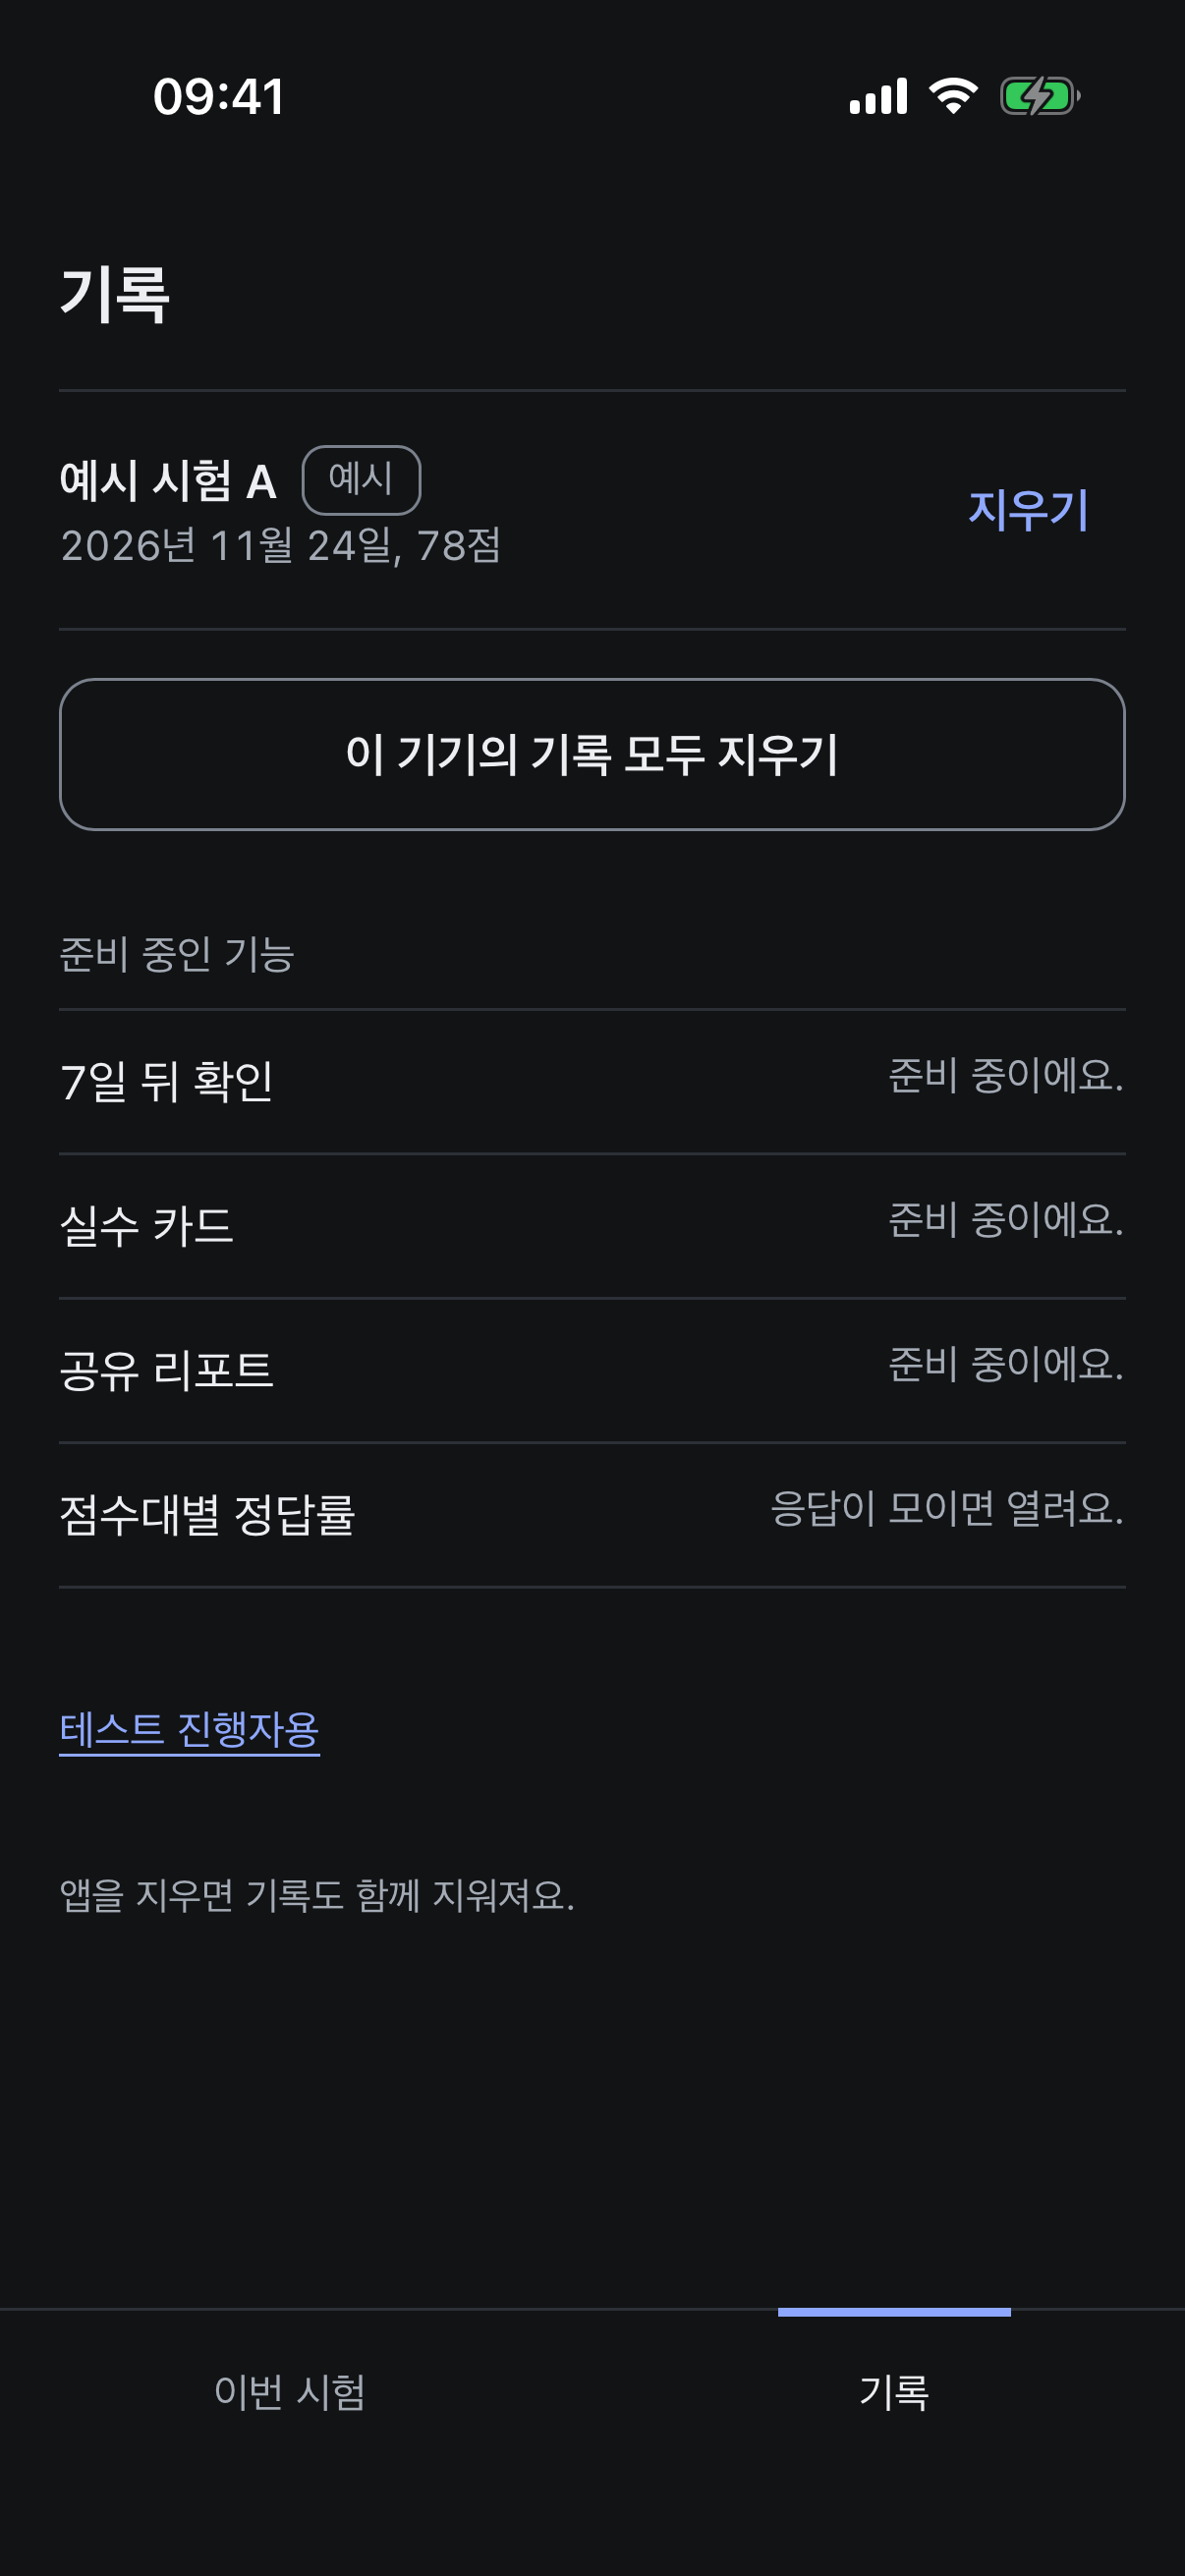 09:41
기록
예시 시험 A 예시
2026년 11월 24일, 78점
지우기
이 기기의 기록 모두 지우기
준비 중인 기능
7일 뒤 확인 준비 중이에요.
실수 카드 준비 중이에요.
공유 리포트 준비 중이에요.
점수대별 정답률 응답이 모이면 열려요.
테스트 진행자용
앱을 지우면 기록도 함께 지워져요.
이번 시험 기록